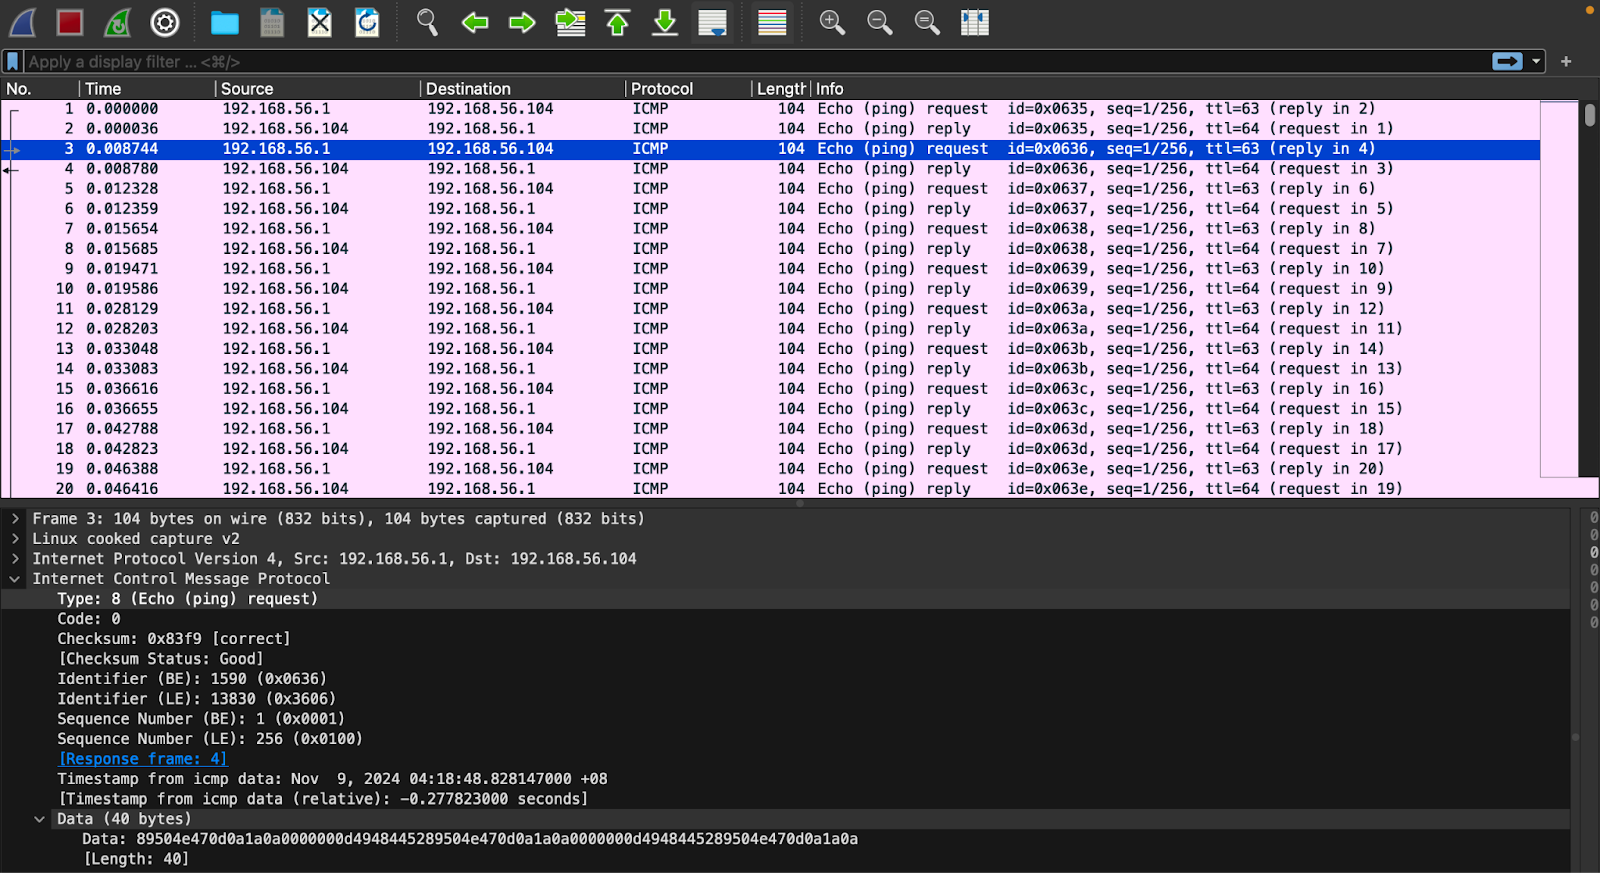 Apply a display filter ... <⌘/>
No. Time Source Destination Protocol Lengtl Info
1 0.000000 192.168.56.1 192.168.56.104 ICMP 104 Echo (ping) request id=0x0635, seq=1/256, ttl=63 (reply in 2)
2 0.000036 192.168.56.104 192.168.56.1 ICMP 104 Echo (ping) reply id=0x0635, seq=1/256, ttl=64 (request in 1)
3 0.008744 192.168.56.1 192.168.56.104 ICMP 104 Echo (ping) request id=0x0636, seq=1/256, ttl=63 (reply in 4)
4 0.008780 192.168.56.104 192.168.56.1 ICMP 104 Echo (ping) reply id=0x0636, seq=1/256, ttl=64 (request in 3)
5 0.012328 192.168.56.1 192.168.56.104 ICMP 104 Echo (ping) request id=0x0637, seq=1/256, ttl=63 (reply in 6)
6 0.012359 192.168.56.104 192.168.56.1 ICMP 104 Echo (ping) reply id=0x0637, seq=1/256, ttl=64 (request in 5)
7 0.015654 192.168.56.1 192.168.56.104 ICMP 104 Echo (ping) request id=0x0638, seq=1/256, ttl=63 (reply in 8)
8 0.015685 192.168.56.104 192.168.56.1 ICMP 104 Echo (ping) reply id=0x0638, seq=1/256, ttl=64 (request in 7)
9 0.019471 192.168.56.1 192.168.56.104 ICMP 104 Echo (ping) request id=0x0639, seq=1/256, ttl=63 (reply in 10)
10 0.019586 192.168.56.104 192.168.56.1 ICMP 104 Echo (ping) reply id=0x0639, seq=1/256, ttl=64 (request in 9)
11 0.028129 192.168.56.1 192.168.56.104 ICMP 104 Echo (ping) request id=0x063a, seq=1/256, ttl=63 (reply in 12)
12 0.028203 192.168.56.104 192.168.56.1 ICMP 104 Echo (ping) reply id=0x063a, seq=1/256, ttl=64 (request in 11)
13 0.033048 192.168.56.1 192.168.56.104 ICMP 104 Echo (ping) request id=0x063b, seq=1/256, ttl=63 (reply in 14)
14 0.033083 192.168.56.104 192.168.56.1 ICMP 104 Echo (ping) reply id=0x063b, seq=1/256, ttl=64 (request in 13)
15 0.036616 192.168.56.1 192.168.56.104 ICMP 104 Echo (ping) request id=0x063c, seq=1/256, ttl=63 (reply in 16)
16 0.036655 192.168.56.104 192.168.56.1 ICMP 104 Echo (ping) reply id=0x063c, seq=1/256, ttl=64 (request in 15)
17 0.042788 192.168.56.1 192.168.56.104 ICMP 104 Echo (ping) request id=0x063d, seq=1/256, ttl=63 (reply in 18)
18 0.042823 192.168.56.104 192.168.56.1 ICMP 104 Echo (ping) reply id=0x063d, seq=1/256, ttl=64 (request in 17)
19 0.046388 192.168.56.1 192.168.56.104 ICMP 104 Echo (ping) request id=0x063e, seq=1/256, ttl=63 (reply in 20)
20 0.046416 192.168.56.104 192.168.56.1 ICMP 104 Echo (ping) reply id=0x063e, seq=1/256, ttl=64 (request in 19)
Frame 3: 104 bytes on wire (832 bits), 104 bytes captured (832 bits)
Linux cooked capture v2
Internet Protocol Version 4, Src: 192.168.56.1, Dst: 192.168.56.104
Internet Control Message Protocol
Type: 8 (Echo (ping) request)
Code: 0
Checksum: 0x83f9 [correct]
[Checksum Status: Good]
Identifier (BE): 1590 (0x0636)
Identifier (LE): 13830 (0x3606)
Sequence Number (BE): 1 (0x0001)
Sequence Number (LE): 256 (0x0100)
[Response frame: 4]
Timestamp from icmp data: Nov 9, 2024 04:18:48.828147000 +08
[Timestamp from icmp data (relative): -0.277823000 seconds]
Data (40 bytes)
Data: 89504e470d0a1a0a0000000d4948445289504e470d0a1a0a0000000d4948445289504e470d0a1a0a
[Length: 40]
0
0
0
0
0
0
0